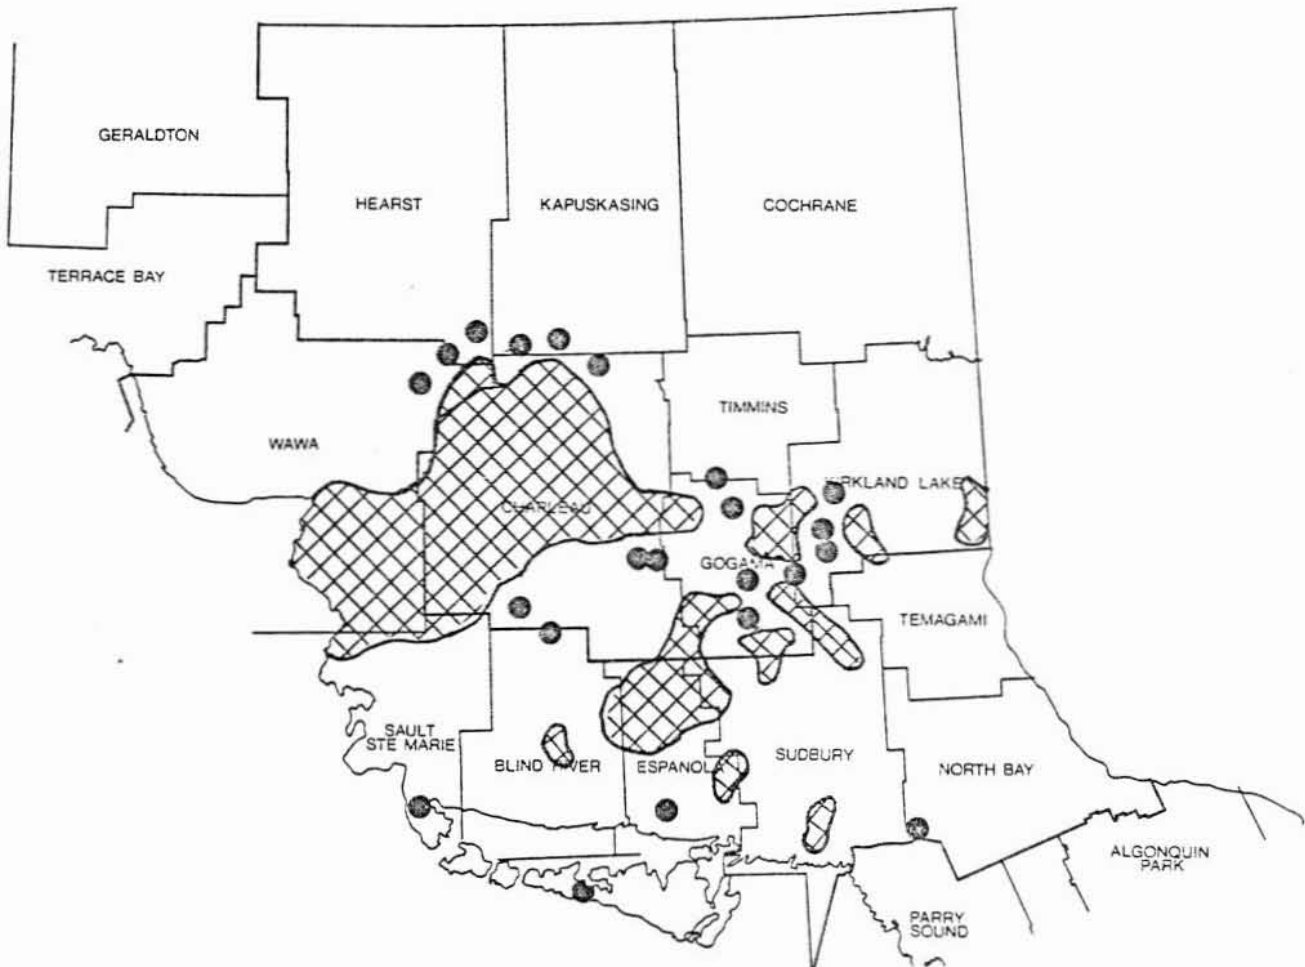 GERALDTON
HEARST
KAPUSKASING
COCHRANE
TERRACE BAY
TIMMINS
WAWA
KIRKLAND LAKE
CHAPLEAU
GOGAMA
TEMAGAMI
SAULT
STE MARIE
BLIND RIVER
ESPANOLA
SUDBURY
NORTH BAY
ALGONQUIN
PARK
PARRY
SOUND